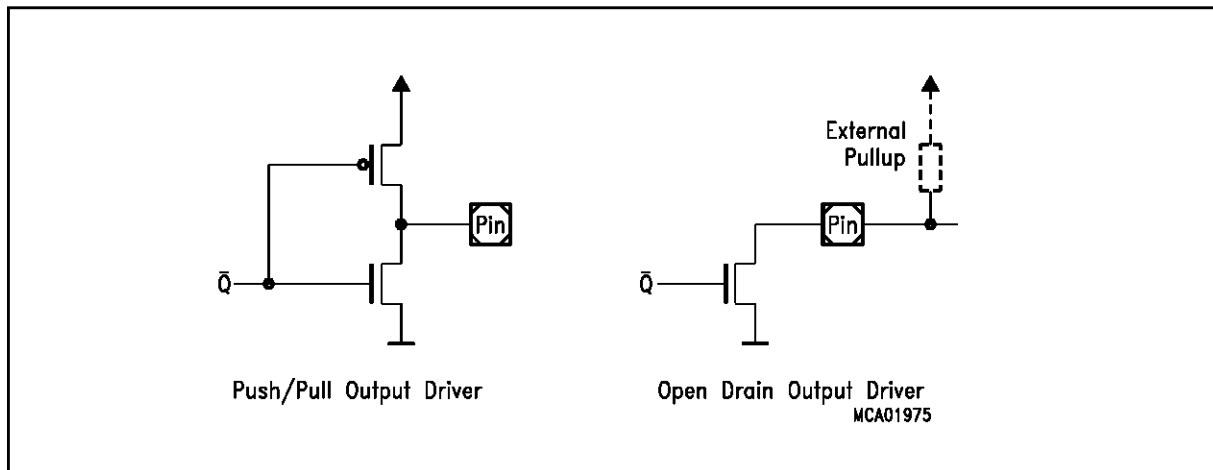 External
Pullup
Pin
Pin
Q̄
Q̄
Push/Pull Output Driver
Open Drain Output Driver
MCA01975